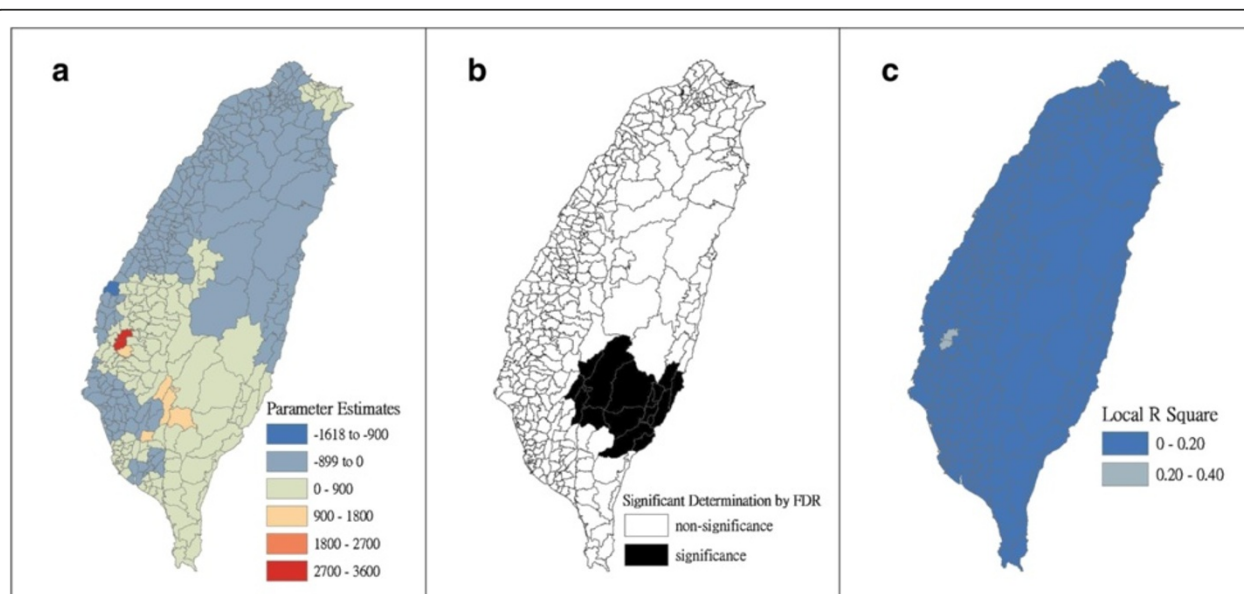 a
b
c
Parameter Estimates
-1618 to -900
-899 to 0
0 - 900
900 - 1800
1800 - 2700
2700 - 3600
Significant Determination by FDR
non-significance
significance
Local R Square
0 - 0.20
0.20 - 0.40